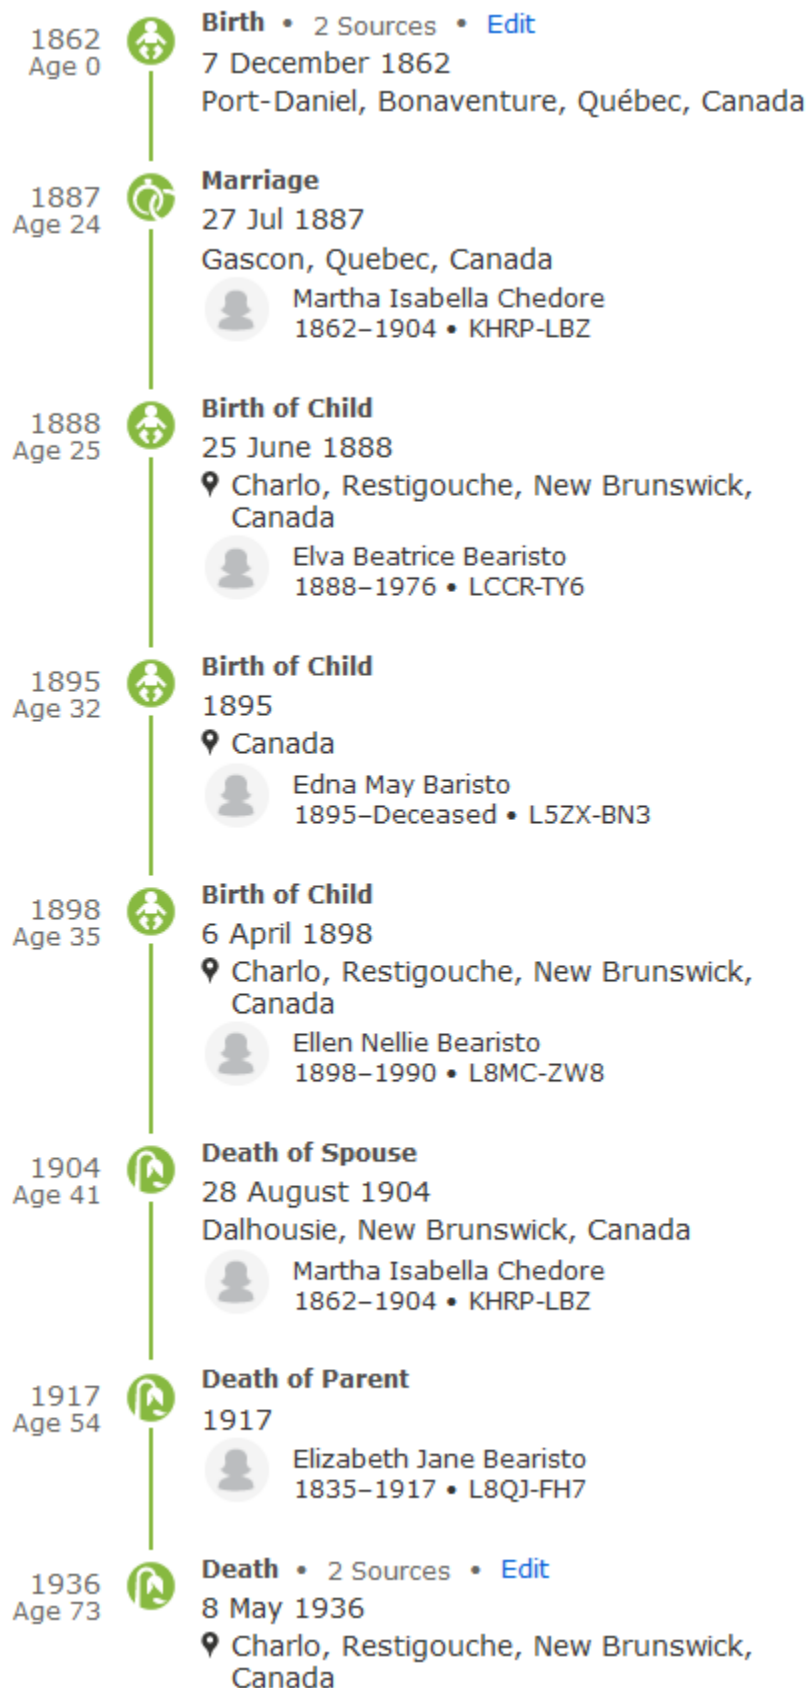 1862
Age 0
Birth • 2 Sources • Edit
7 December 1862
Port-Daniel, Bonaventure, Québec, Canada
1887
Age 24
Marriage
27 Jul 1887
Gascon, Quebec, Canada
Martha Isabella Chedore
1862–1904 • KHRP-LBZ
1888
Age 25
Birth of Child
25 June 1888
Charlo, Restigouche, New Brunswick,
Canada
Elva Beatrice Bearisto
1888–1976 • LCCR-TY6
1895
Age 32
Birth of Child
1895
Canada
Edna May Baristo
1895–Deceased • L5ZX-BN3
1898
Age 35
Birth of Child
6 April 1898
Charlo, Restigouche, New Brunswick,
Canada
Ellen Nellie Bearisto
1898–1990 • L8MC-ZW8
1904
Age 41
Death of Spouse
28 August 1904
Dalhousie, New Brunswick, Canada
Martha Isabella Chedore
1862–1904 • KHRP-LBZ
1917
Age 54
Death of Parent
1917
Elizabeth Jane Bearisto
1835–1917 • L8QJ-FH7
1936
Age 73
Death • 2 Sources • Edit
8 May 1936
Charlo, Restigouche, New Brunswick,
Canada